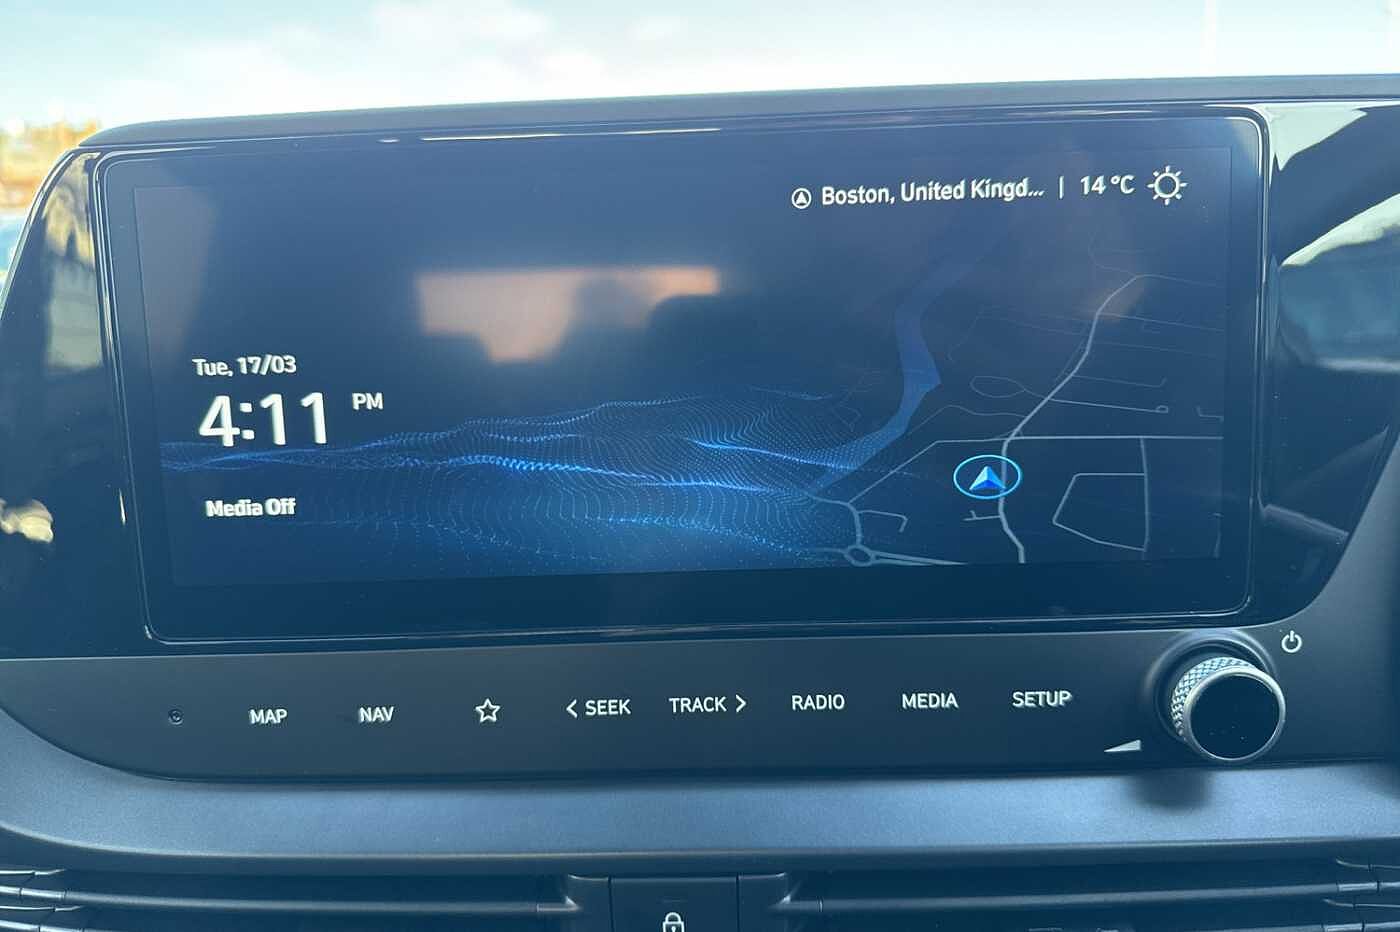 Boston, United Kingd... | 14 °C
Tue, 17/03
4:11 PM
Media Off
MAP NAV < SEEK TRACK > RADIO MEDIA SETUP